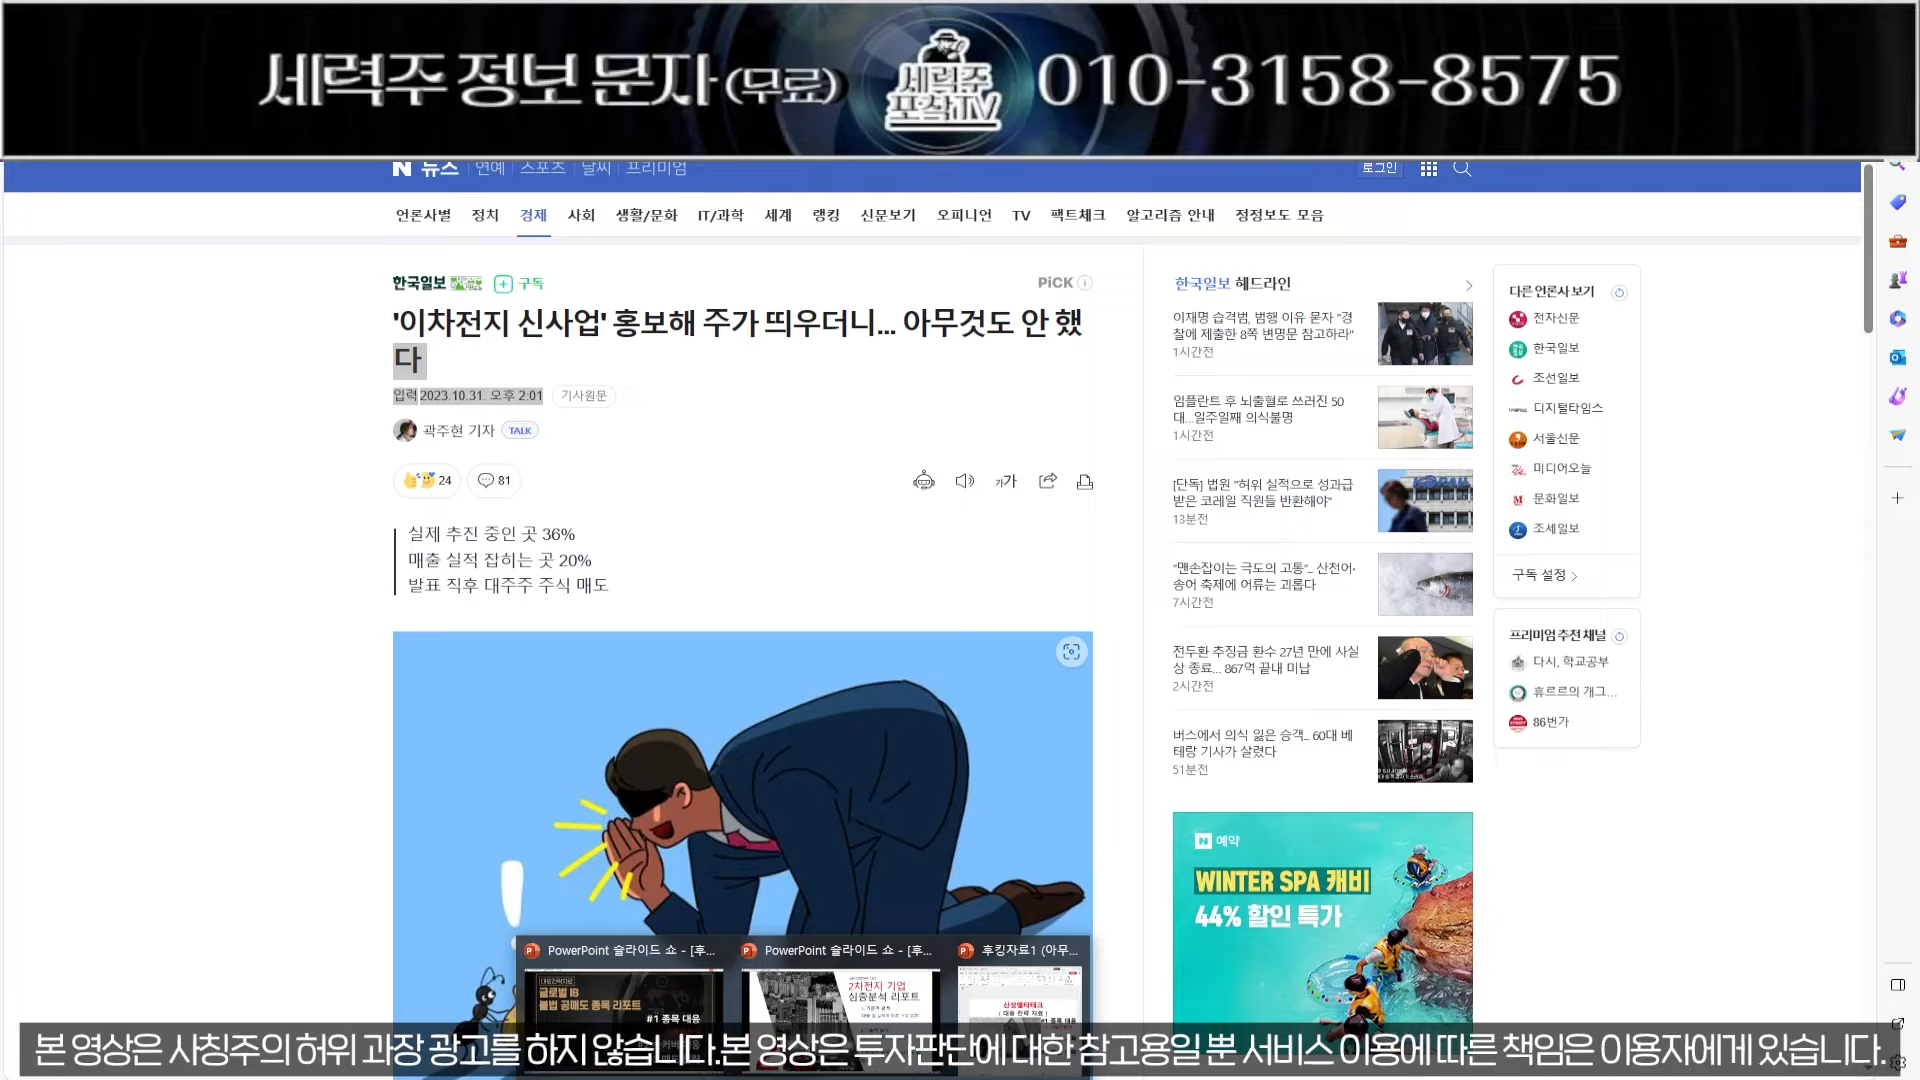 세력주 정보 문자 (무료)
세력주
포착TV
010-3158-8575
N 뉴스 연예 스포츠 날씨 프리미엄
로그인
언론사별 정치 경제 사회 생활/문화 IT/과학 세계 랭킹 신문보기 오피니언 TV 팩트체크 알고리즘 안내 정정보도 모음
한국일보
구독
PiCK
'이차전지 신사업' 홍보해 주가 띄우더니... 아무것도 안 했
다
입력 2023.10.31. 오후 2:01
기사원문
곽주현 기자
TALK
24
81
가가
실제 추진 중인 곳 36%
매출 실적 잡히는 곳 20%
발표 직후 대주주 주식 매도
한국일보 헤드라인
이재명 습격범, 범행 이유 묻자 "경
찰에 제출한 8쪽 변명문 참고하라"
1시간전
임플란트 후 뇌출혈로 쓰러진 50
대...일주일째 의식불명
1시간전
[단독] 법원 "허위 실적으로 성과급
받은 코레일 직원들 반환해야"
13분전
"맨손잡이는 극도의 고통"... 산천어·
송어 축제에 어류는 괴롭다
7시간전
전두환 추징금 환수 27년 만에 사실
상 종료... 867억 끝내 미납
2시간전
버스에서 의식 잃은 승객... 60대 베
테랑 기사가 살렸다
51분전
다른 언론사 보기
전자신문
한국일보
조선일보
디지털타임스
서울신문
미디어오늘
문화일보
조세일보
구독 설정
프리미엄 추천 채널
다시, 학교공부
휴르르의 개그...
86번가
N 예약
WINTER SPA 캐비
44% 할인 특가
PowerPoint 슬라이드 쇼 - [후...
PowerPoint 슬라이드 쇼 - [후...
후킹자료1 (아무...
대응전략자료
글로벌 IB
불법 공매도 종목 리포트
#1 종목 대응
2차전지 기업
심층분석 리포트
신성델타테크
( 대응 전략 자료 )
#1 종목 대응
본 영상은 사칭주의 허위 과장 광고를 하지 않습니다.본 영상은 투자판단에 대한 참고용일 뿐 서비스 이용에 따른 책임은 이용자에게 있습니다.